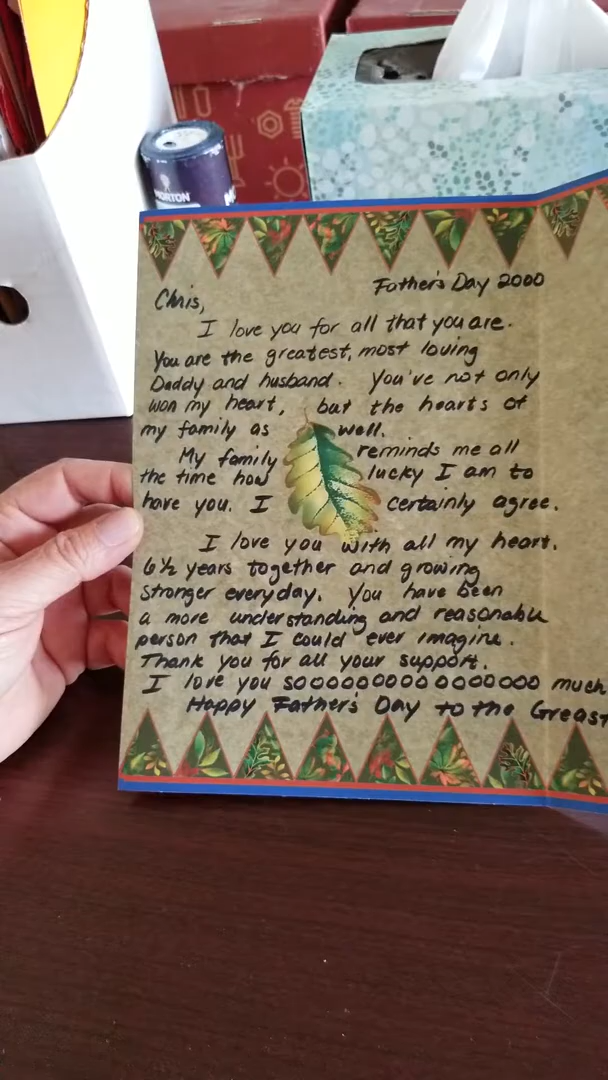 MORTON
Father's Day 2000
Chris,
I love you for all that you are.
You are the greatest, most loving
Daddy and husband. You've not only
won my heart, but the hearts of
my family as well.
My family reminds me all
the time how lucky I am to
have you. I certainly agree.
I love you with all my heart.
6½ years together and growing
stronger everyday. You have been
a more understanding and reasonable
person that I could ever imagine.
Thank you for all your support.
I love you soooooooooooooooo much
Happy Father's Day to the Greast